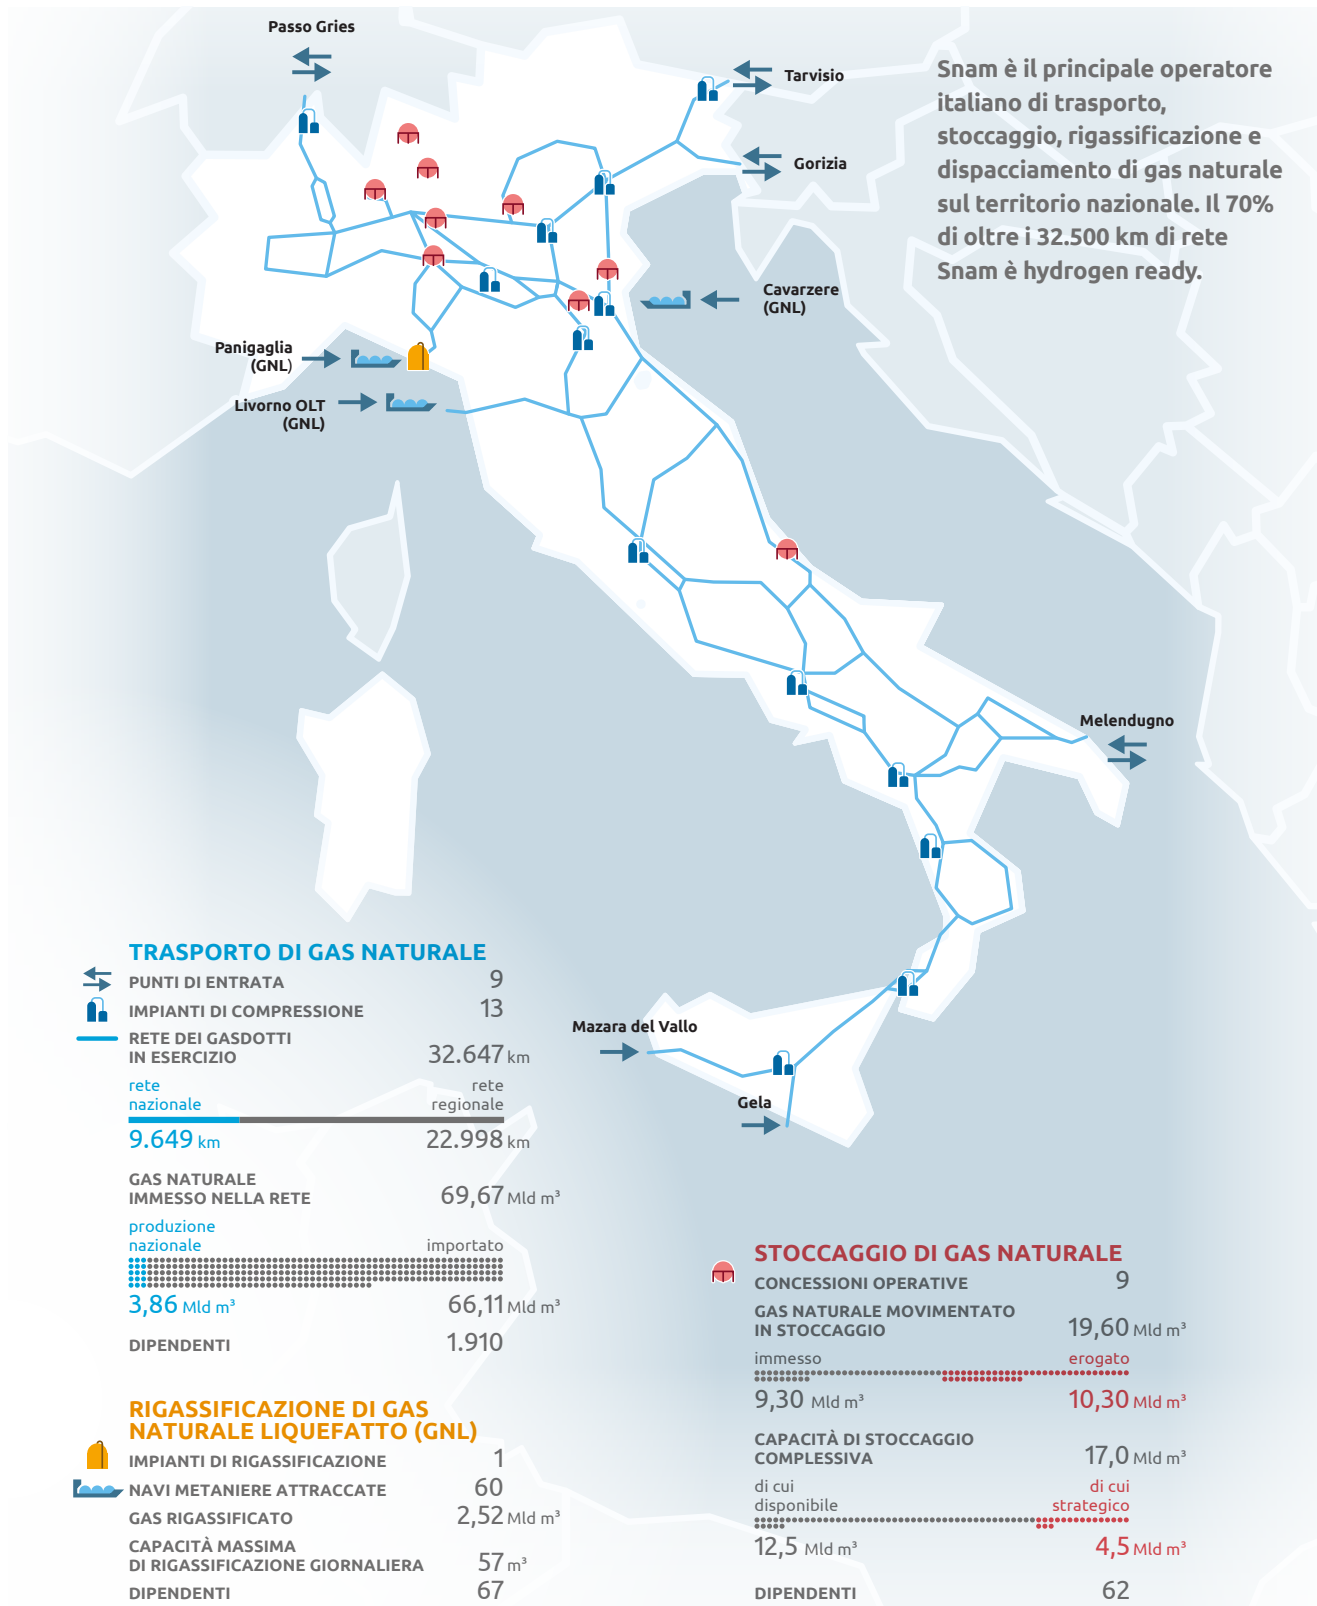 Passo Gries
Tarvisio
Gorizia
Snam è il principale operatore
italiano di trasporto,
stoccaggio, rigassificazione e
dispacciamento di gas naturale
sul territorio nazionale. Il 70%
di oltre i 32.500 km di rete
Snam è hydrogen ready.
Cavarzere
(GNL)
Panigaglia
(GNL)
Livorno OLT
(GNL)
Melendugno
Mazara del Vallo
Gela
TRASPORTO DI GAS NATURALE
PUNTI DI ENTRATA 9
IMPIANTI DI COMPRESSIONE 13
RETE DEI GASDOTTI
IN ESERCIZIO 32.647 km
rete rete
nazionale regionale
9.649 km 22.998 km
GAS NATURALE
IMMESSO NELLA RETE 69,67 Mld m³
produzione
nazionale importato
3,86 Mld m³ 66,11 Mld m³
DIPENDENTI 1.910
RIGASSIFICAZIONE DI GAS
NATURALE LIQUEFATTO (GNL)
IMPIANTI DI RIGASSIFICAZIONE 1
NAVI METANIERE ATTRACCATE 60
GAS RIGASSIFICATO 2,52 Mld m³
CAPACITÀ MASSIMA
DI RIGASSIFICAZIONE GIORNALIERA 57 m³
DIPENDENTI 67
STOCCAGGIO DI GAS NATURALE
CONCESSIONI OPERATIVE 9
GAS NATURALE MOVIMENTATO
IN STOCCAGGIO 19,60 Mld m³
immesso erogato
9,30 Mld m³ 10,30 Mld m³
CAPACITÀ DI STOCCAGGIO
COMPLESSIVA 17,0 Mld m³
di cui di cui
disponibile strategico
12,5 Mld m³ 4,5 Mld m³
DIPENDENTI 62